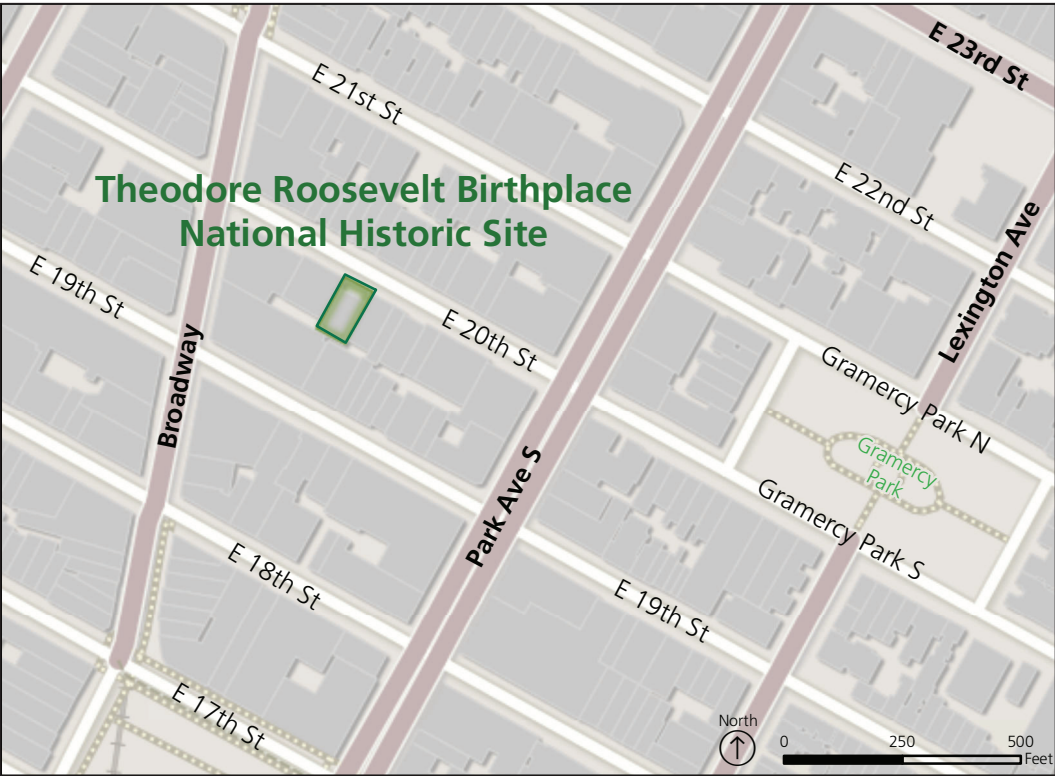 E 23rd St
E 21st St
Theodore Roosevelt Birthplace
National Historic Site
E 22nd St
Lexington Ave
E 19th St
E 20th St
Broadway
Gramercy Park N
Gramercy
Park
Park Ave S
Gramercy Park S
E 18th St
E 19th St
E 17th St
North
0 250 500
Feet